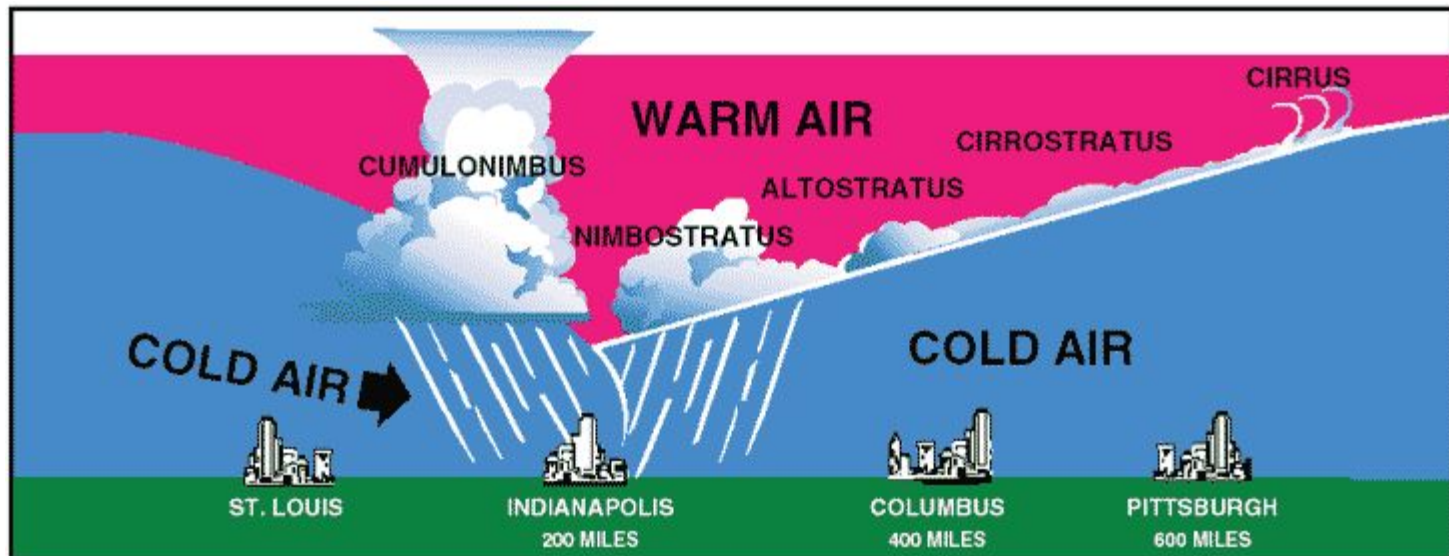 CIRRUS
WARM AIR
CIRROSTRATUS
CUMULONIMBUS
ALTOSTRATUS
NIMBOSTRATUS
COLD AIR
COLD AIR
ST. LOUIS
INDIANAPOLIS
200 MILES
COLUMBUS
400 MILES
PITTSBURGH
600 MILES